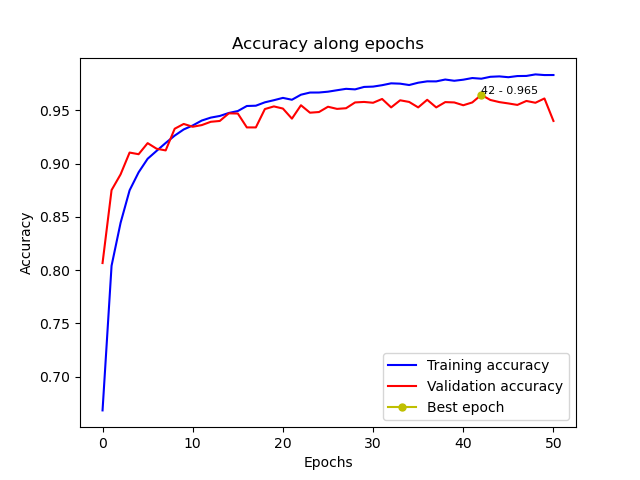 Accuracy along epochs
42 - 0.965
0.95
0.90
0.85
0.80
0.75
0.70
Accuracy
Training accuracy
Validation accuracy
Best epoch
0 10 20 30 40 50
Epochs